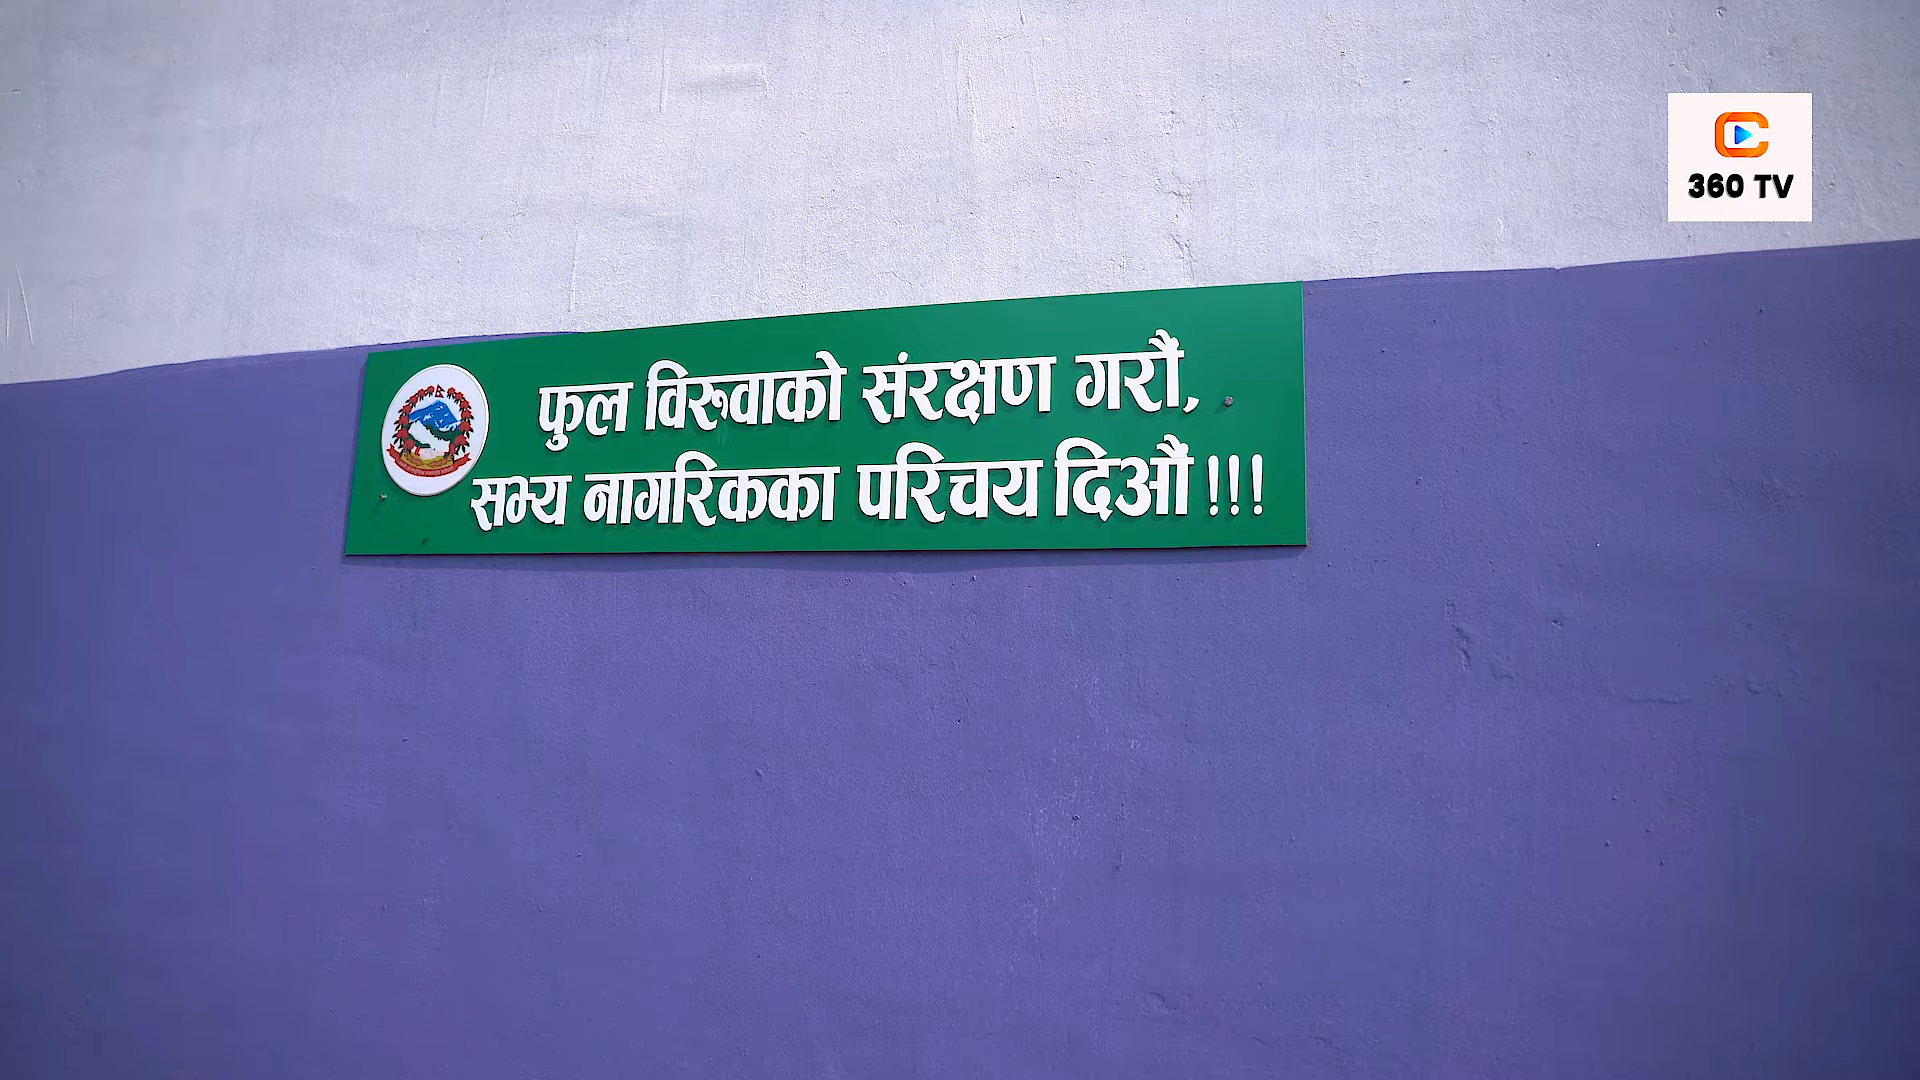 फुल विरुवाको संरक्षण गरौं,
सभ्य नागरिकका परिचय दिऔं !!!
360 TV